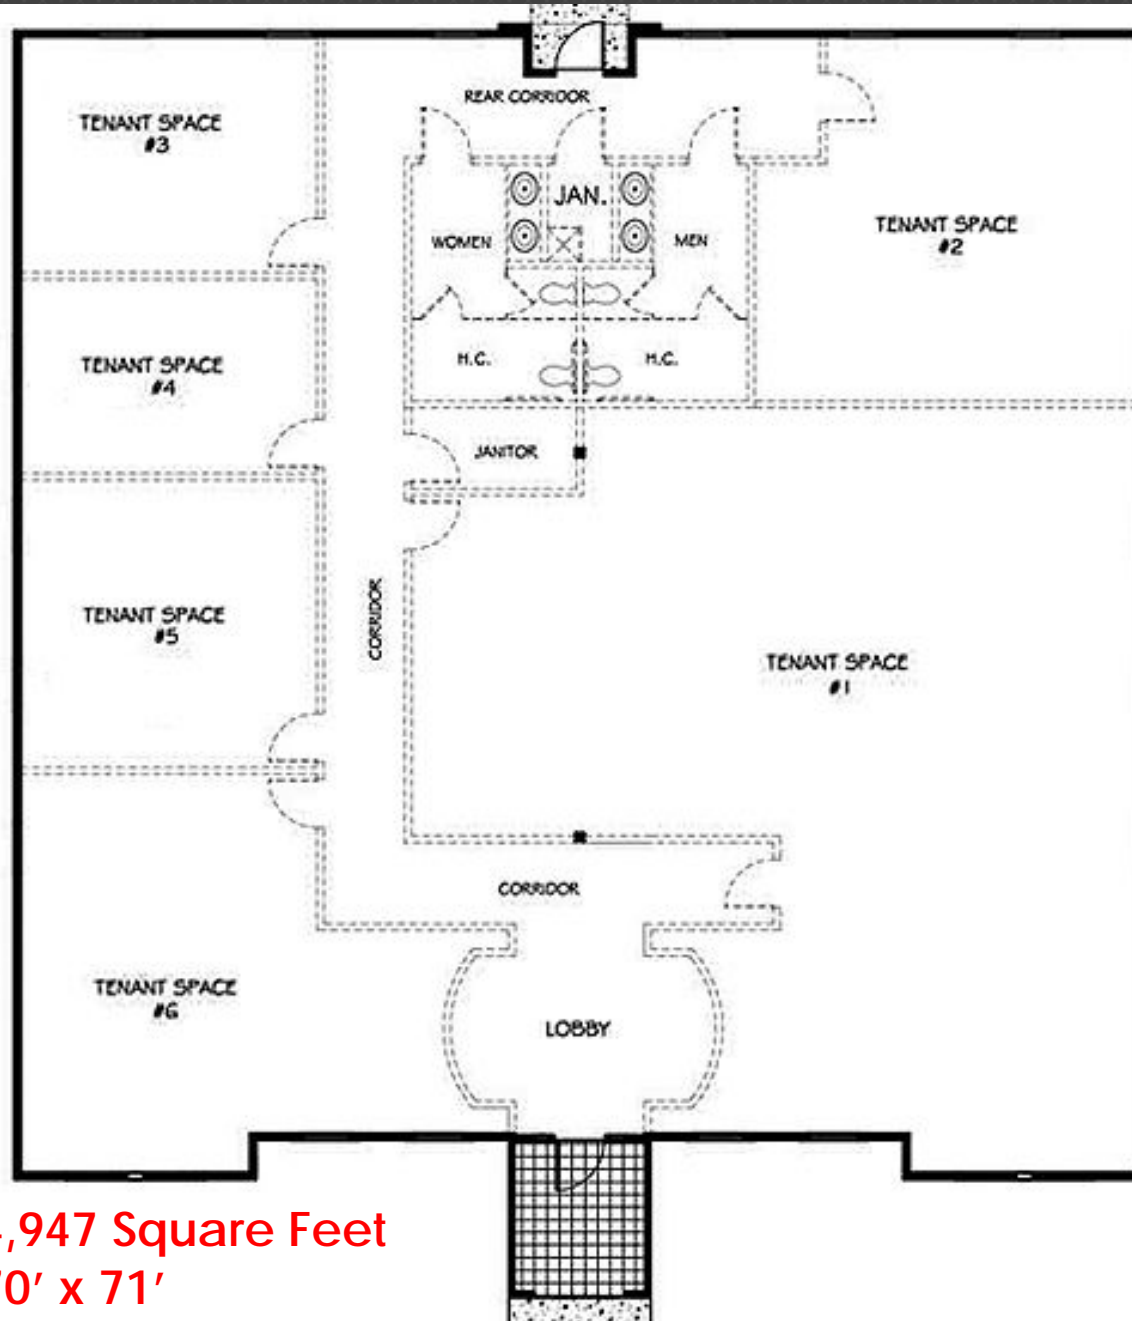 REAR CORRIDOR
TENANT SPACE
#3
JAN.
WOMEN
MEN
TENANT SPACE
#2
TENANT SPACE
#4
H.C.
H.C.
JANITOR
CORRIDOR
TENANT SPACE
#5
TENANT SPACE
#1
CORRIDOR
TENANT SPACE
#6
LOBBY
,947 Square Feet
0' x 71'